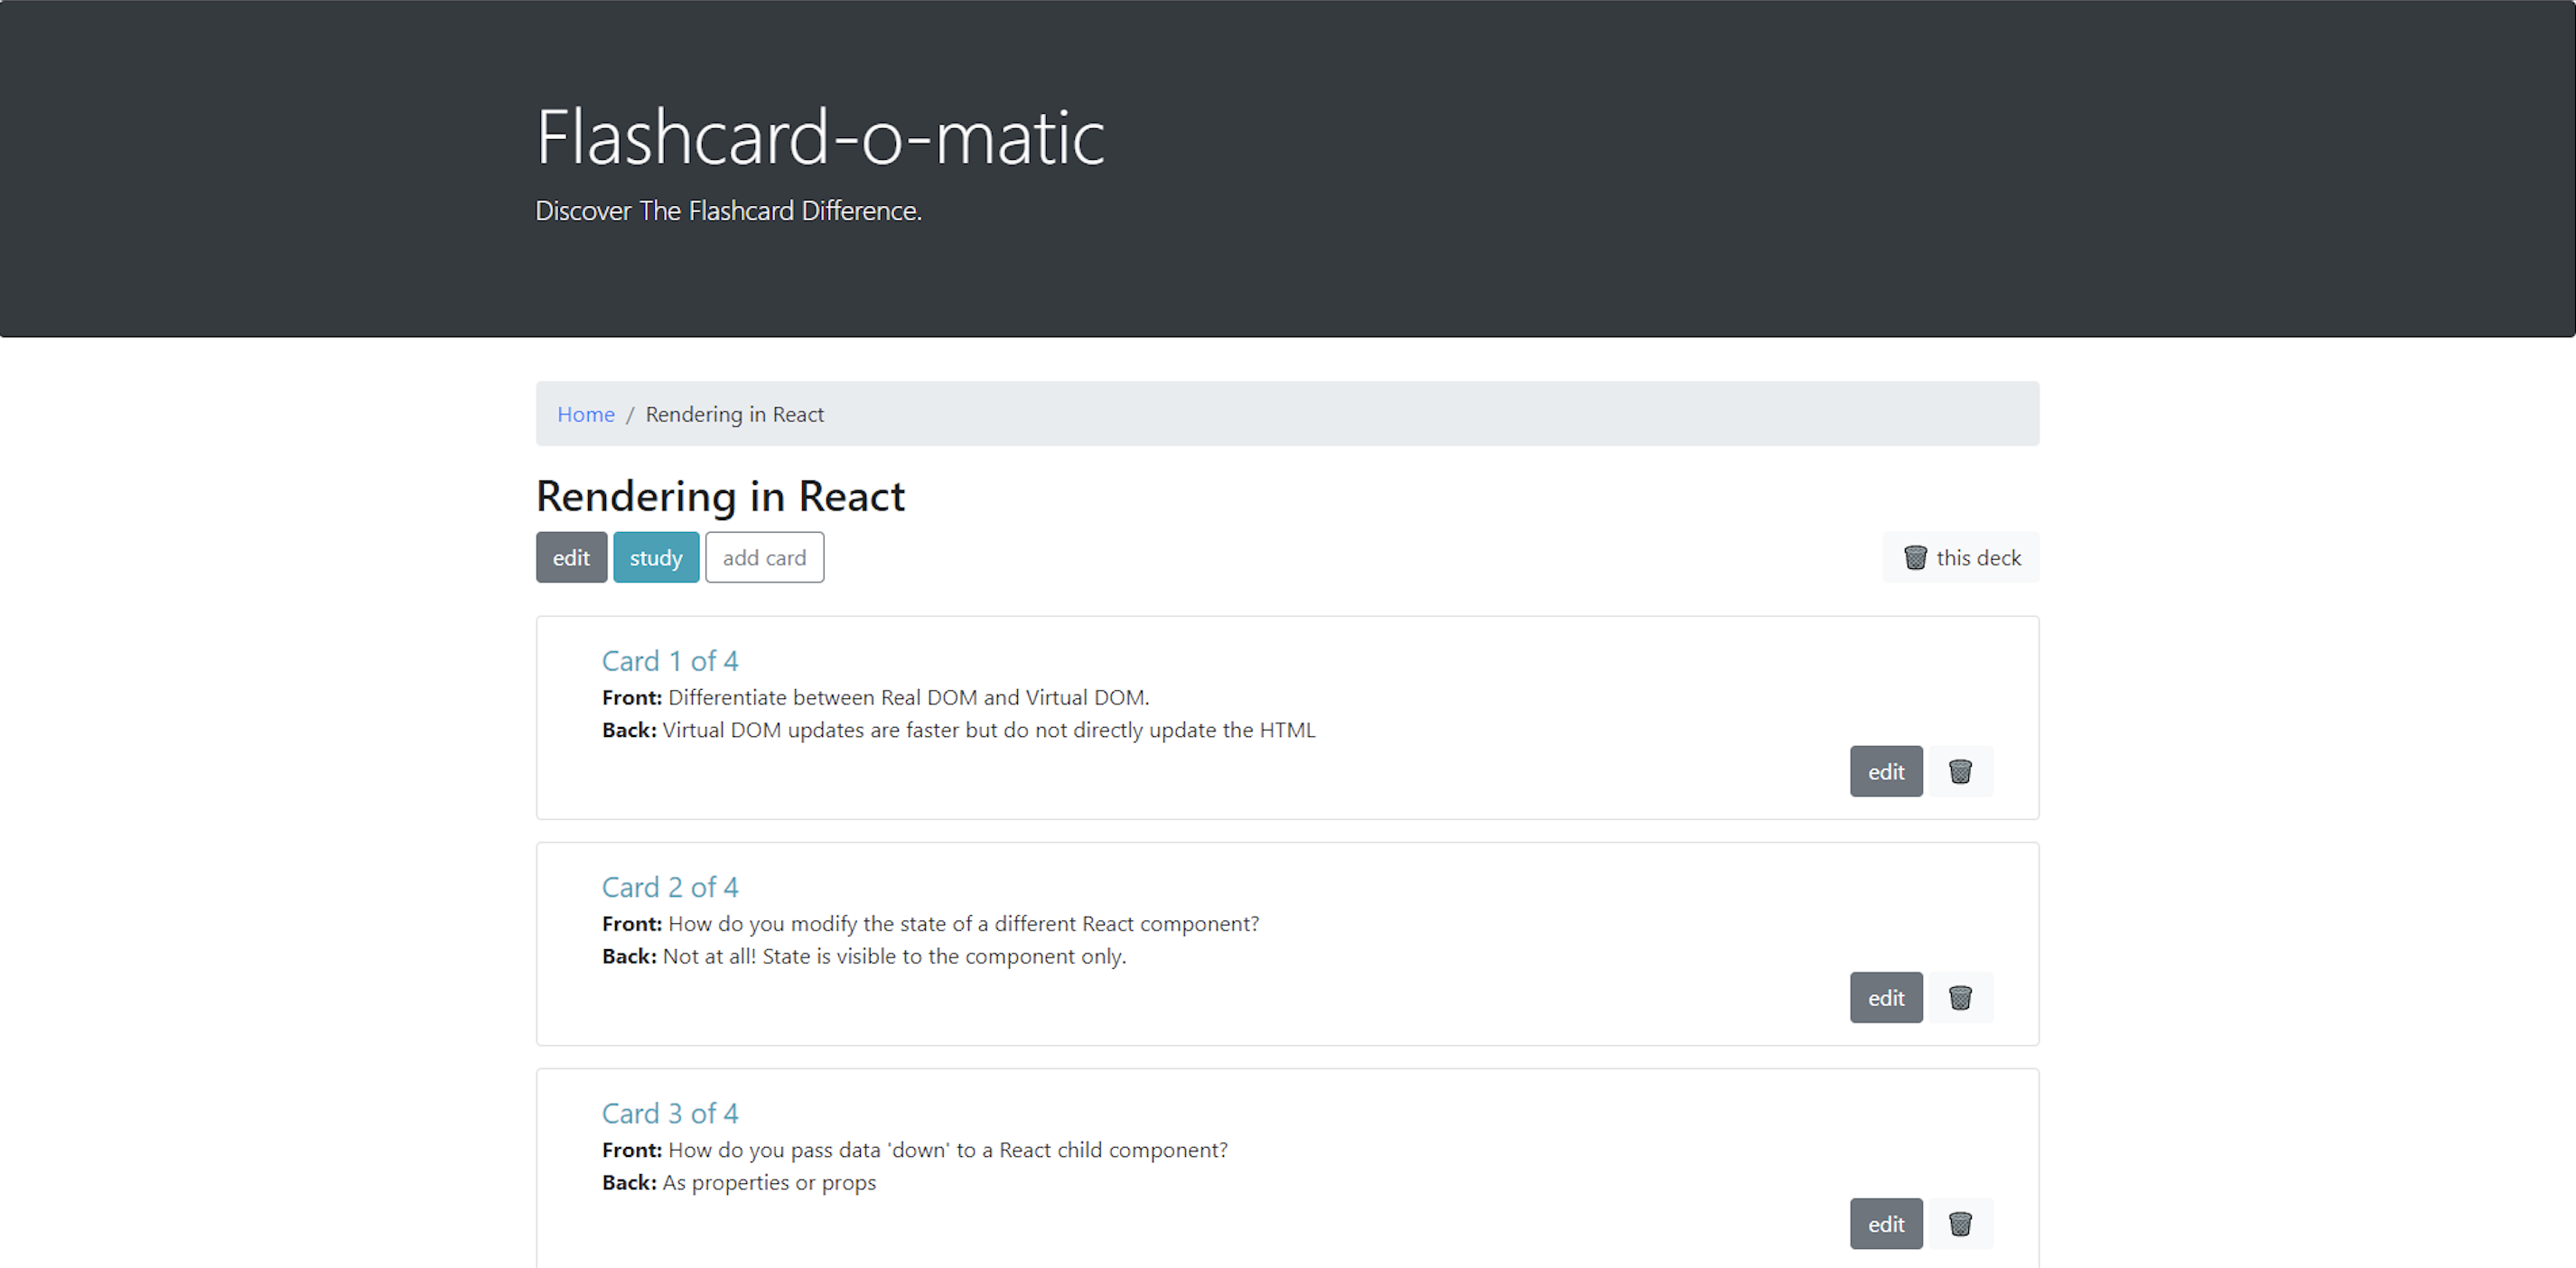 Flashcard-o-matic
Discover The Flashcard Difference.
Home / Rendering in React
Rendering in React
edit study add card this deck
Card 1 of 4
Front: Differentiate between Real DOM and Virtual DOM.
Back: Virtual DOM updates are faster but do not directly update the HTML
edit
Card 2 of 4
Front: How do you modify the state of a different React component?
Back: Not at all! State is visible to the component only.
edit
Card 3 of 4
Front: How do you pass data 'down' to a React child component?
Back: As properties or props
edit